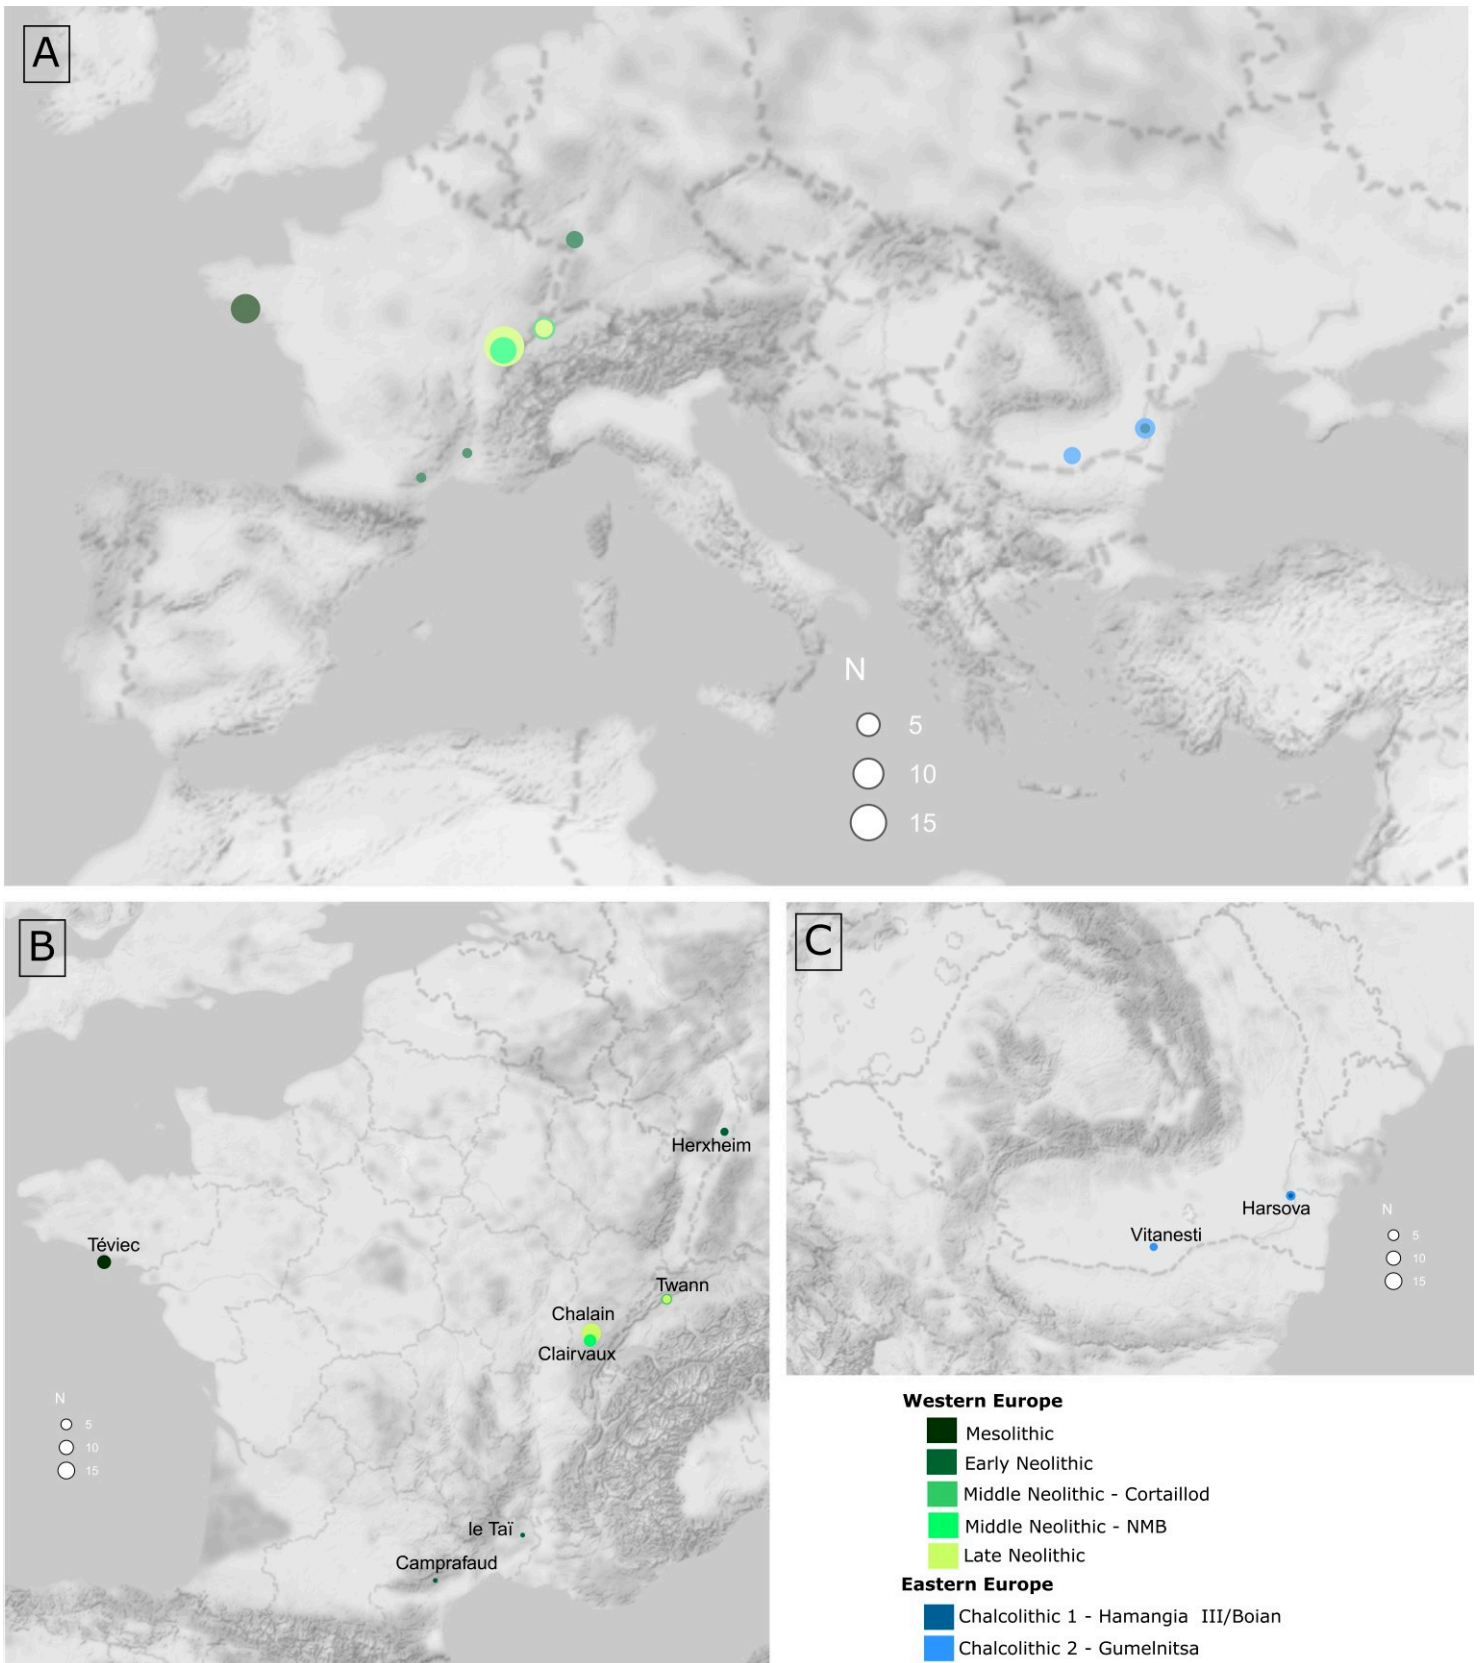 A
N
5
10
15
B
Herxheim
Téviec
Twann
Chalain
Clairvaux
N
5
10
15
le Taï
Camprafaud
C
Harsova
Vitanesti
N
5
10
15
Western Europe
Mesolithic
Early Neolithic
Middle Neolithic - Cortaillod
Middle Neolithic - NMB
Late Neolithic
Eastern Europe
Chalcolithic 1 - Hamangia III/Boian
Chalcolithic 2 - Gumelnitsa